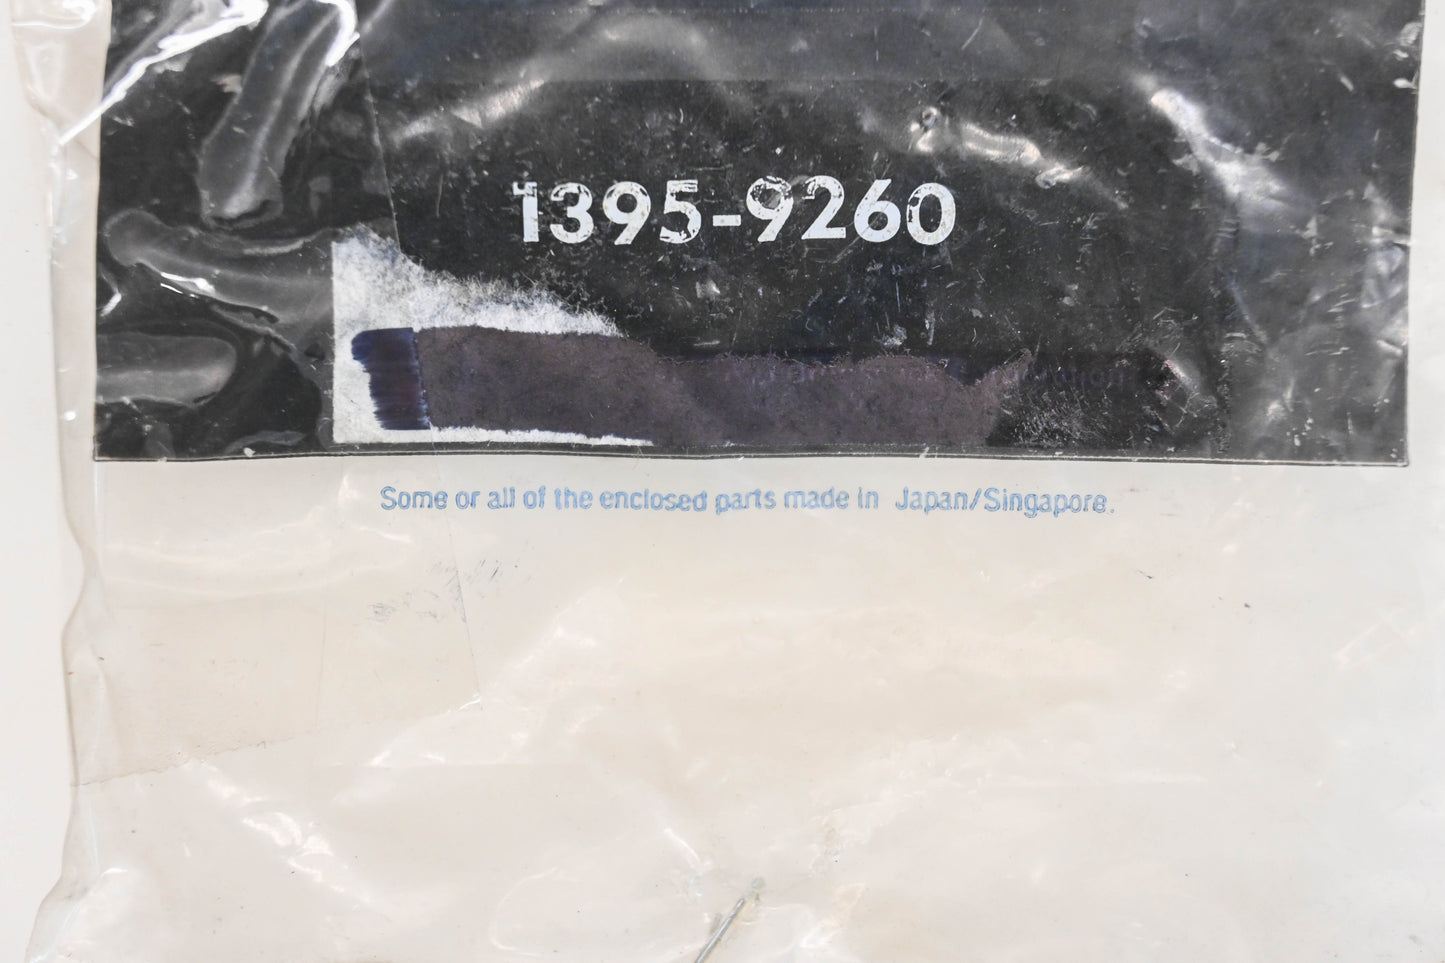 1395-9260
Some or all of the enclosed parts made in Japan/Singapore.